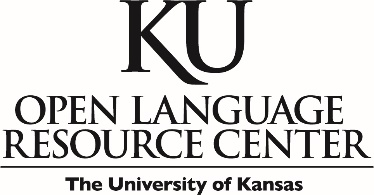 KU
OPEN LANGUAGE
RESOURCE CENTER
The University of Kansas